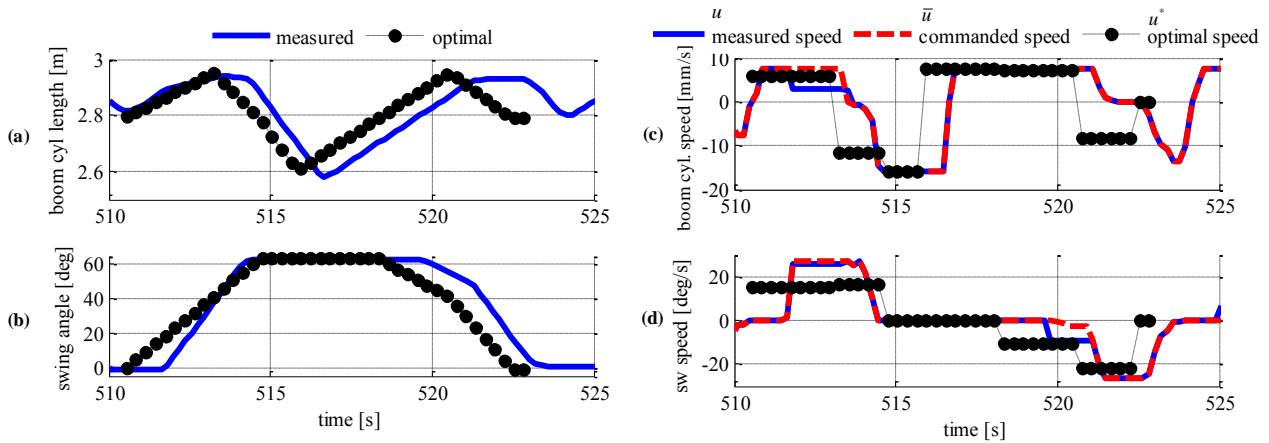 measured optimal
(a)
boom cyl length [m]
3
2.8
2.6
510 515 520 525
(b)
swing angle [deg]
60
40
20
0
510 515 520 525
time [s]
u ū u*
measured speed commanded speed optimal speed
(c)
boom cyl. speed [mm/s]
10
0
-10
-20
510 515 520 525
(d)
sw speed [deg/s]
20
0
-20
510 515 520 525
time [s]